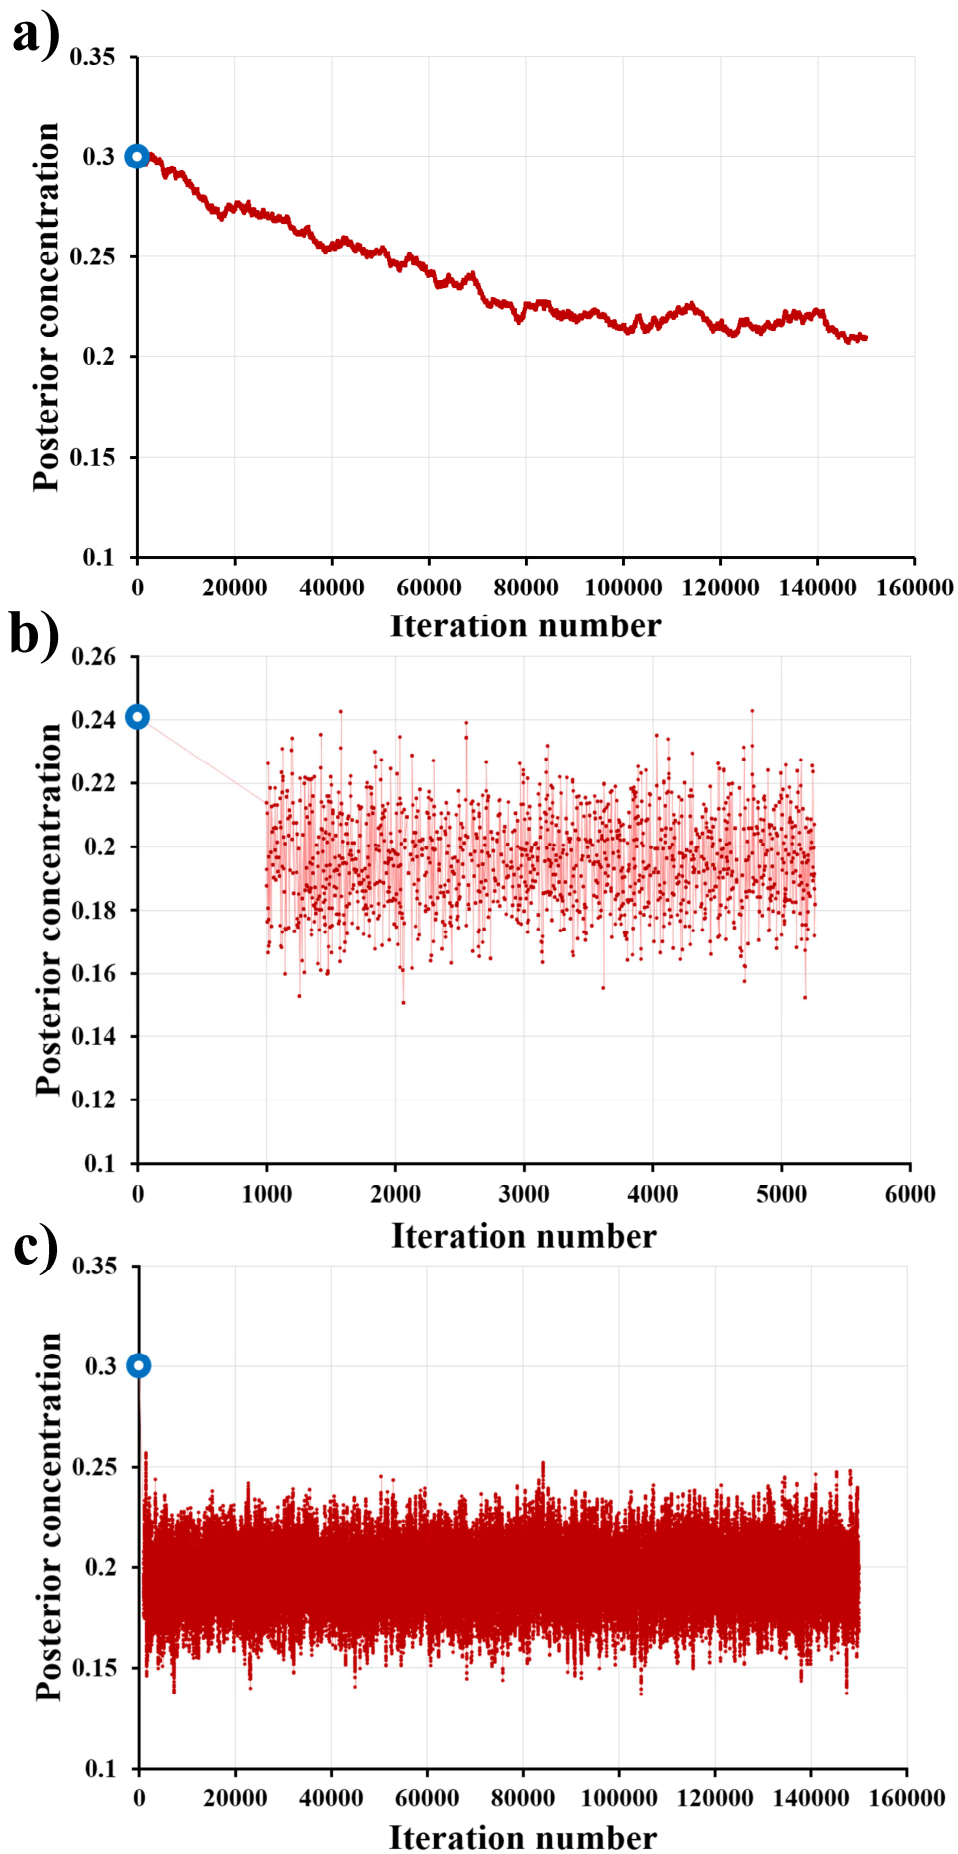 a)
Posterior concentration
0.35
0.3
0.25
0.2
0.15
0.1
0 20000 40000 60000 80000 100000 120000 140000 160000
Iteration number
b)
Posterior concentration
0.26
0.24
0.22
0.2
0.18
0.16
0.14
0.12
0.1
0 1000 2000 3000 4000 5000 6000
Iteration number
c)
Posterior concentration
0.35
0.3
0.25
0.2
0.15
0.1
0 20000 40000 60000 80000 100000 120000 140000 160000
Iteration number